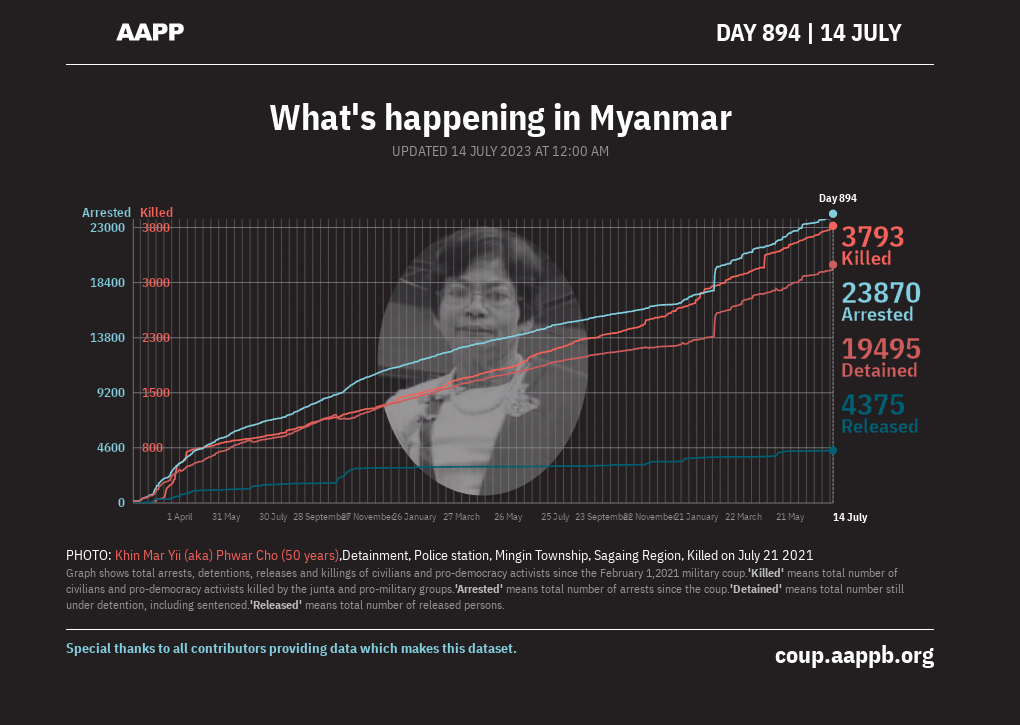 AAPP
DAY 894 | 14 JULY
What's happening in Myanmar
UPDATED 14 JULY 2023 AT 12:00 AM
Day 894
Arrested Killed
23000 3800
18400 3000
13800 2300
9200 1500
4600 800
0
3793
Killed
23870
Arrested
19495
Detained
4375
Released
1 April 31 May 30 July 28 September 27 November 26 January 27 March 26 May 25 July 23 September 22 November 21 January 22 March 21 May 14 July
PHOTO: Khin Mar Yii (aka) Phwar Cho (50 years),Detainment, Police station, Mingin Township, Sagaing Region, Killed on July 21 2021
Graph shows total arrests, detentions, releases and killings of civilians and pro-democracy activists since the February 1,2021 military coup.'Killed' means total number of
civilians and pro-democracy activists killed by the junta and pro-military groups.'Arrested' means total number of arrests since the coup.'Detained' means total number still
under detention, including sentenced.'Released' means total number of released persons.
Special thanks to all contributors providing data which makes this dataset.
coup.aappb.org